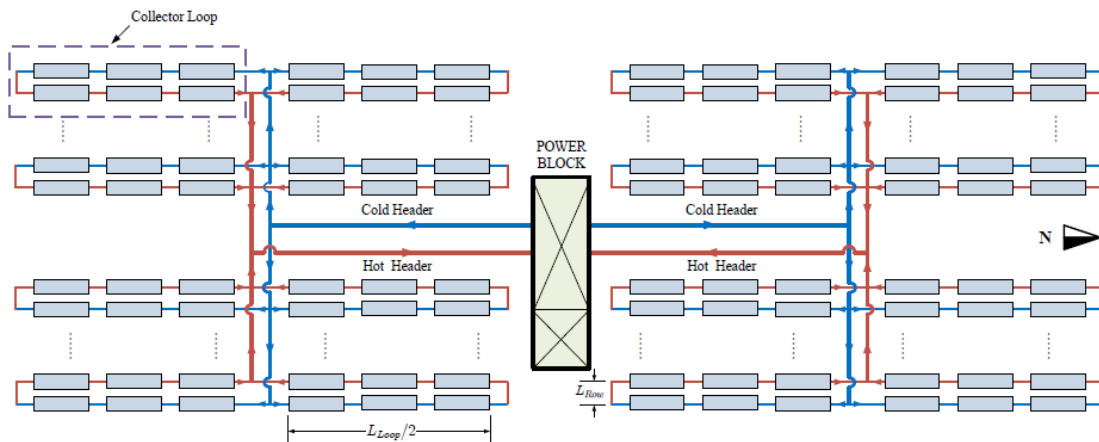 Collector Loop
POWER
BLOCK
Cold Header
Cold Header
N
Hot Header
Hot Header
L_Row
L_Loop/2